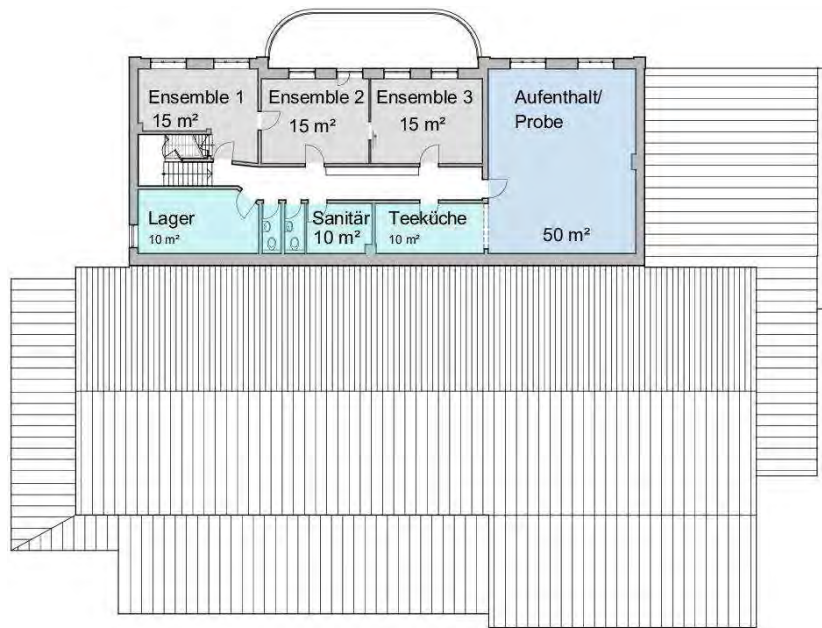 Ensemble 1
15 m²
Ensemble 2
15 m²
Ensemble 3
15 m²
Aufenthalt/
Probe
50 m²
Lager
10 m²
Sanitär
10 m²
Teeküche
10 m²